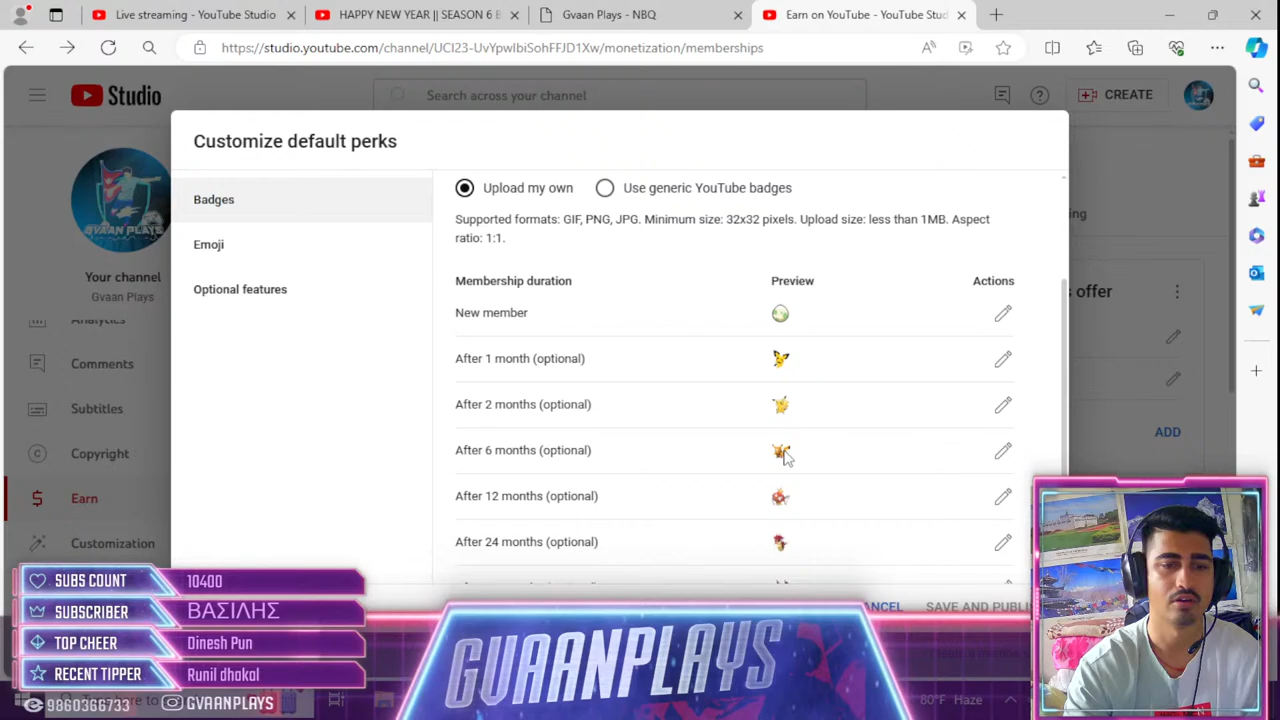 Live streaming - YouTube Studio
HAPPY NEW YEAR || SEASON 6 B
Gvaan Plays - NBQ
Earn on YouTube - YouTube Stud
https://studio.youtube.com/channel/UCI23-UvYpwIbiSohFFJD1Xw/monetization/memberships
Studio
Search across your channel
CREATE
Customize default perks
Badges
Emoji
Optional features
Upload my own
Use generic YouTube badges
Supported formats: GIF, PNG, JPG. Minimum size: 32x32 pixels. Upload size: less than 1MB. Aspect
ratio: 1:1.
Membership duration
Preview
Actions
New member
After 1 month (optional)
After 2 months (optional)
After 6 months (optional)
After 12 months (optional)
After 24 months (optional)
CANCEL
SAVE AND PUBLI
GVAAN PLAYS
Your channel
Gvaan Plays
Analytics
Comments
Subtitles
Copyright
Earn
Customization
s offer
ADD
SUBS COUNT 10400
SUBSCRIBER ΒΑΣΙΛΗΣ
TOP CHEER Dinesh Pun
RECENT TIPPER Runil dhakal
9860366733 GVAANPLAYS
GVAANPLAYS
80°F Haze